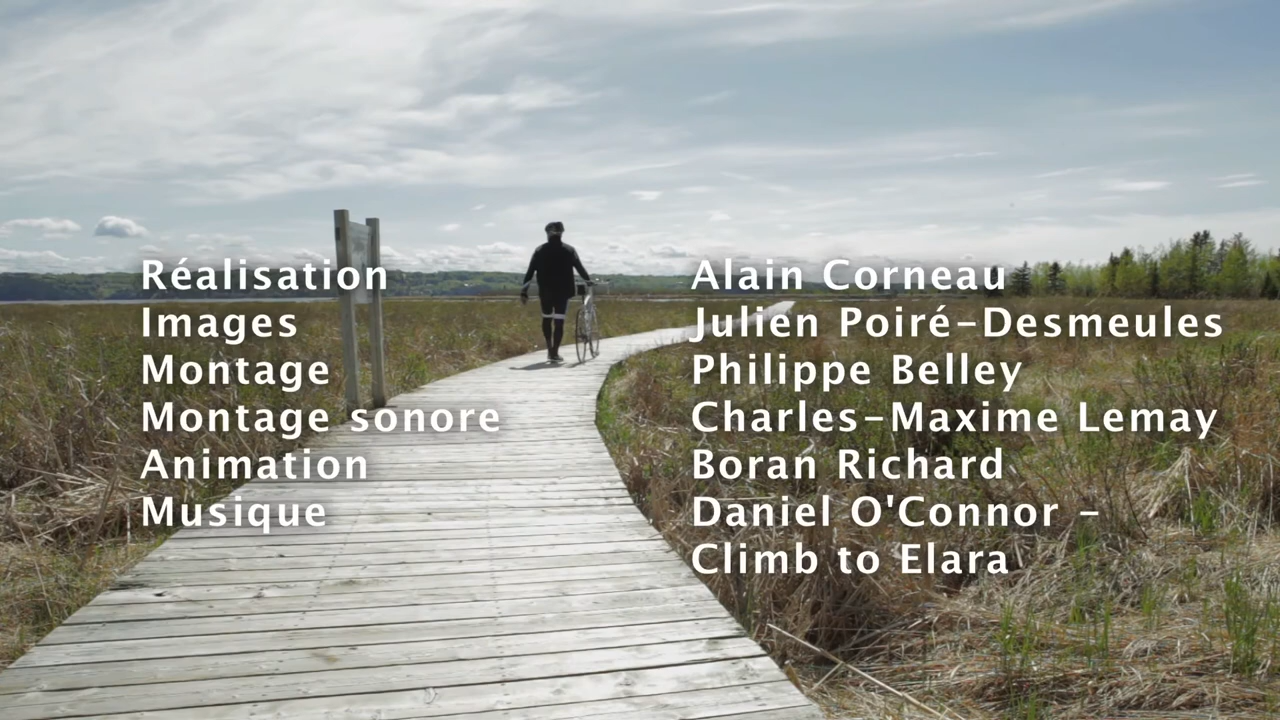 Réalisation Alain Corneau
Images Julien Poiré-Desmeules
Montage Philippe Belley
Montage sonore Charles-Maxime Lemay
Animation Boran Richard
Musique Daniel O'Connor -
Climb to Elara